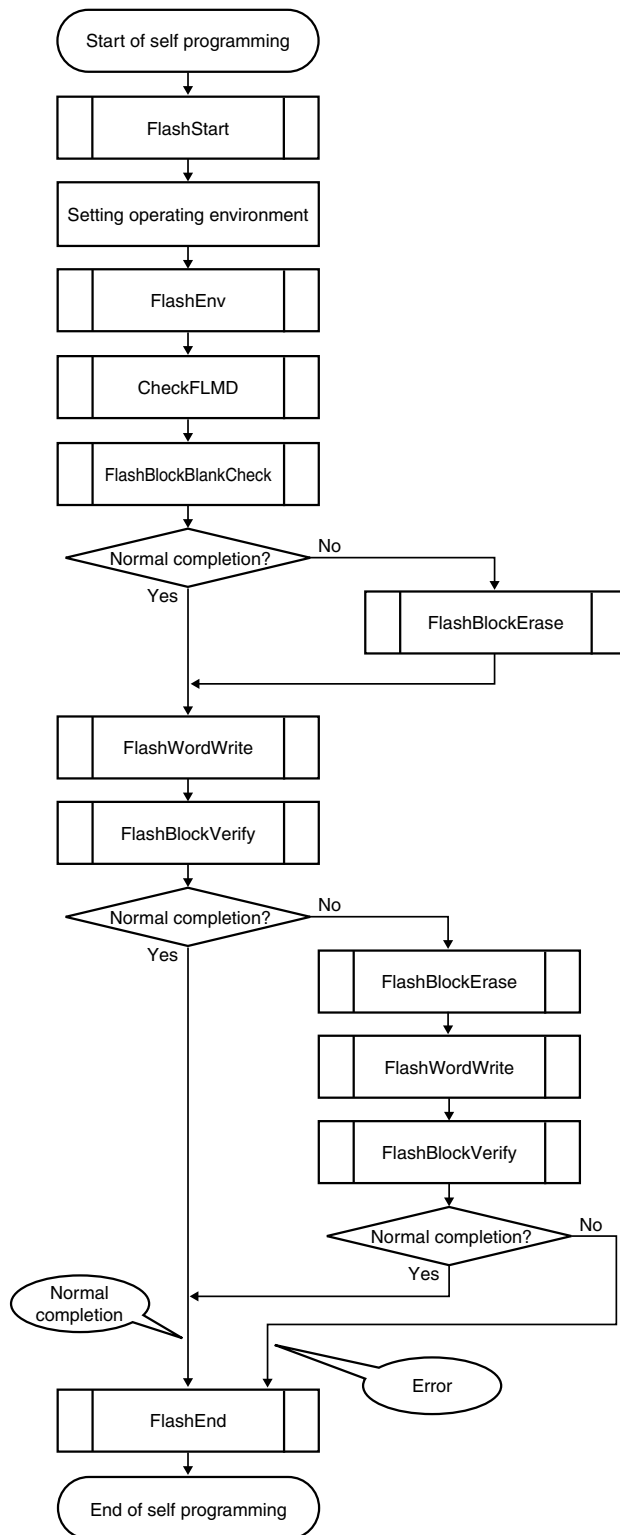 Start of self programming
FlashStart
Setting operating environment
FlashEnv
CheckFLMD
FlashBlockBlankCheck
Normal completion?
No
Yes
FlashBlockErase
FlashWordWrite
FlashBlockVerify
Normal completion?
No
Yes
FlashBlockErase
FlashWordWrite
FlashBlockVerify
Normal completion?
No
Yes
Normal
completion
Error
FlashEnd
End of self programming